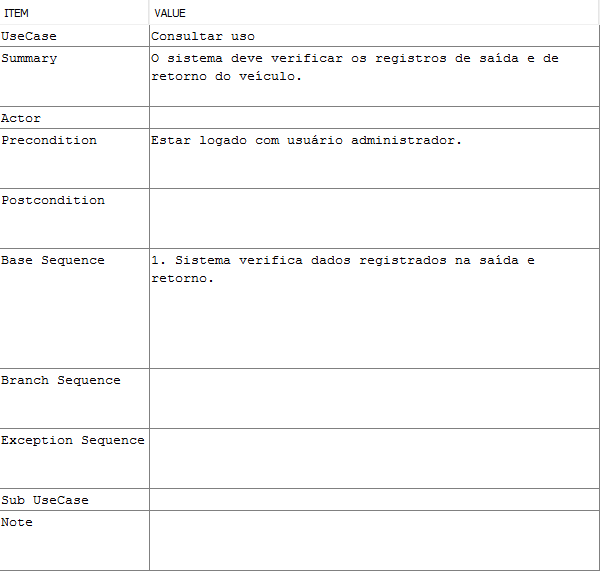 ITEM VALUE
UseCase Consultar uso
Summary O sistema deve verificar os registros de saída e de
retorno do veículo.
Actor
Precondition Estar logado com usuário administrador.
Postcondition
Base Sequence 1. Sistema verifica dados registrados na saída e
retorno.
Branch Sequence
Exception Sequence
Sub UseCase
Note